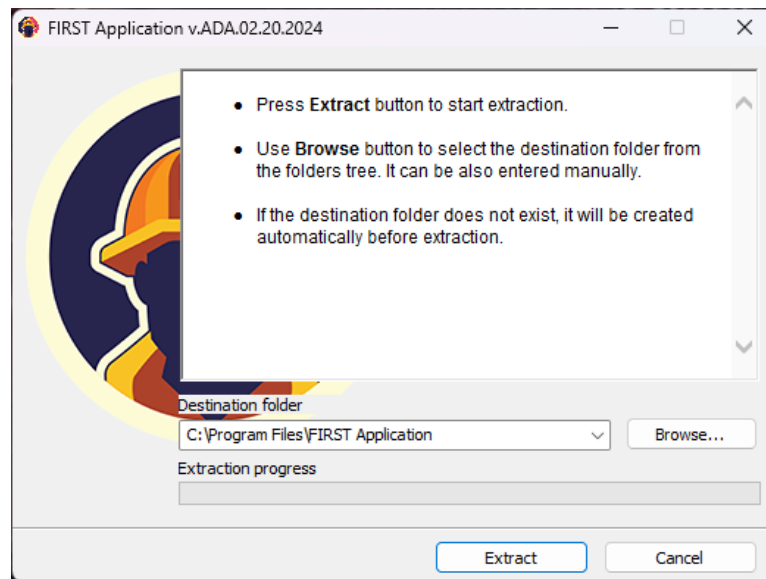 FIRST Application v.ADA.02.20.2024
• Press Extract button to start extraction.
• Use Browse button to select the destination folder from
the folders tree. It can be also entered manually.
• If the destination folder does not exist, it will be created
automatically before extraction.
Destination folder
C:\Program Files\FIRST Application
Browse...
Extraction progress
Extract
Cancel